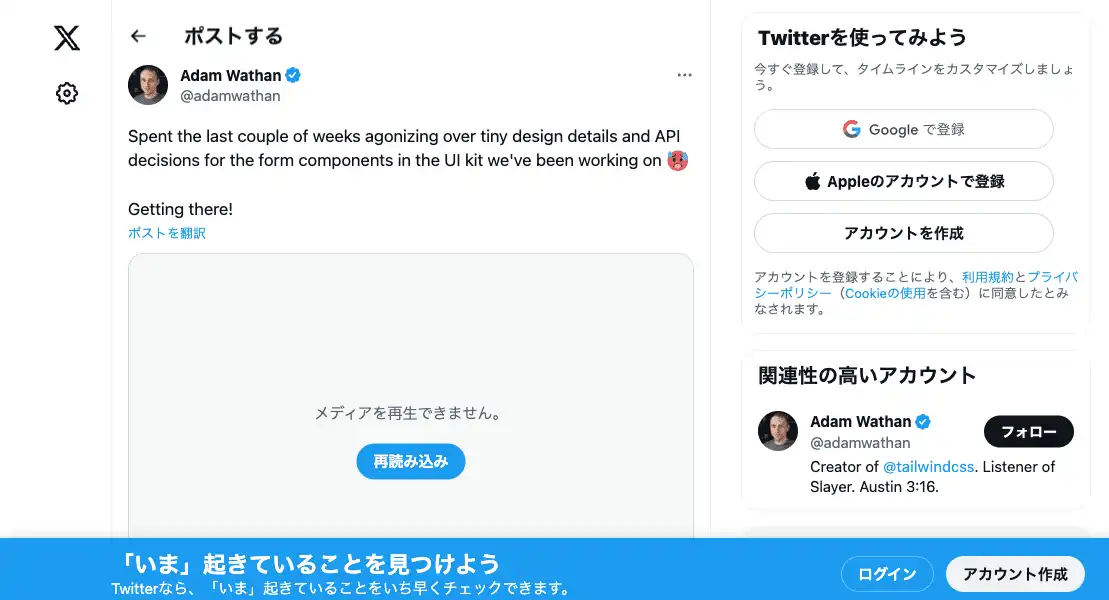 ポストする
Adam Wathan
@adamwathan
Spent the last couple of weeks agonizing over tiny design details and API
decisions for the form components in the UI kit we've been working on 🥵
Getting there!
ポストを翻訳
メディアを再生できません。
再読み込み
Twitterを使ってみよう
今すぐ登録して、タイムラインをカスタマイズしましょ
う。
Google で登録
Appleのアカウントで登録
アカウントを作成
アカウントを登録することにより、利用規約とプライバ
シーポリシー（Cookieの使用を含む）に同意したとみ
なされます。
関連性の高いアカウント
Adam Wathan
@adamwathan
フォロー
Creator of @tailwindcss. Listener of
Slayer. Austin 3:16.
「いま」起きていることを見つけよう
Twitterなら、「いま」起きていることをいち早くチェックできます。
ログイン
アカウント作成